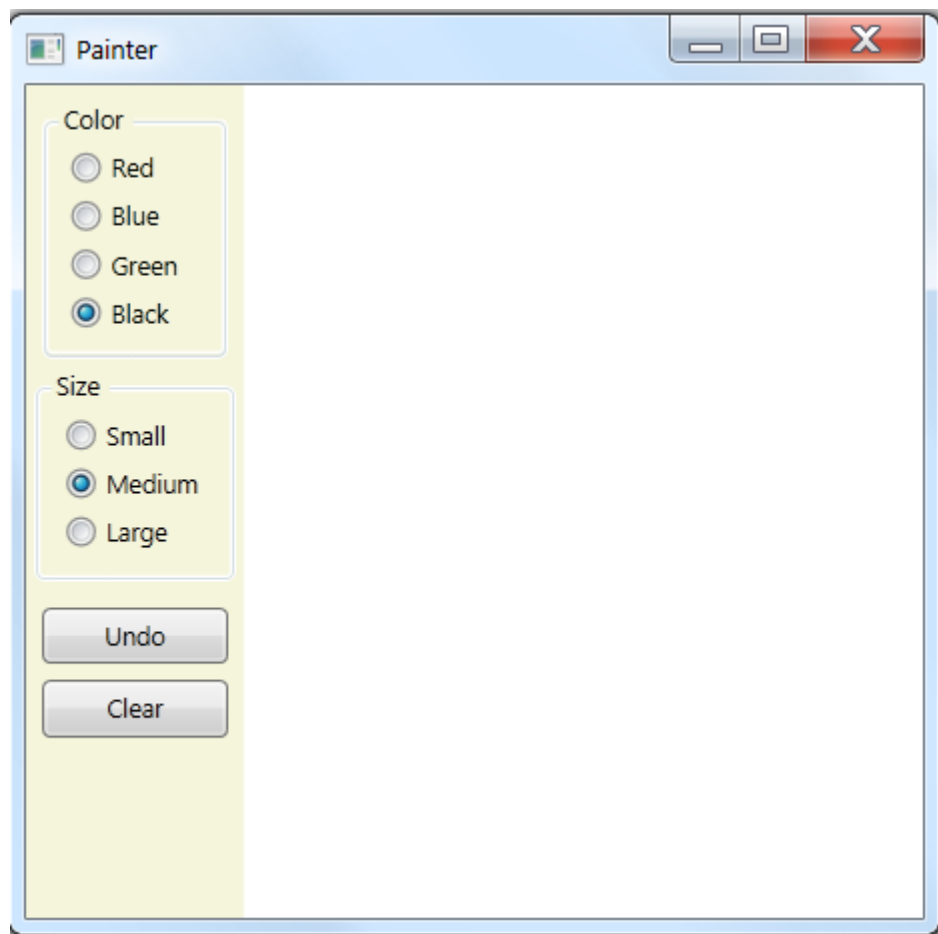 Painter
Color
Red
Blue
Green
Black
Size
Small
Medium
Large
Undo
Clear